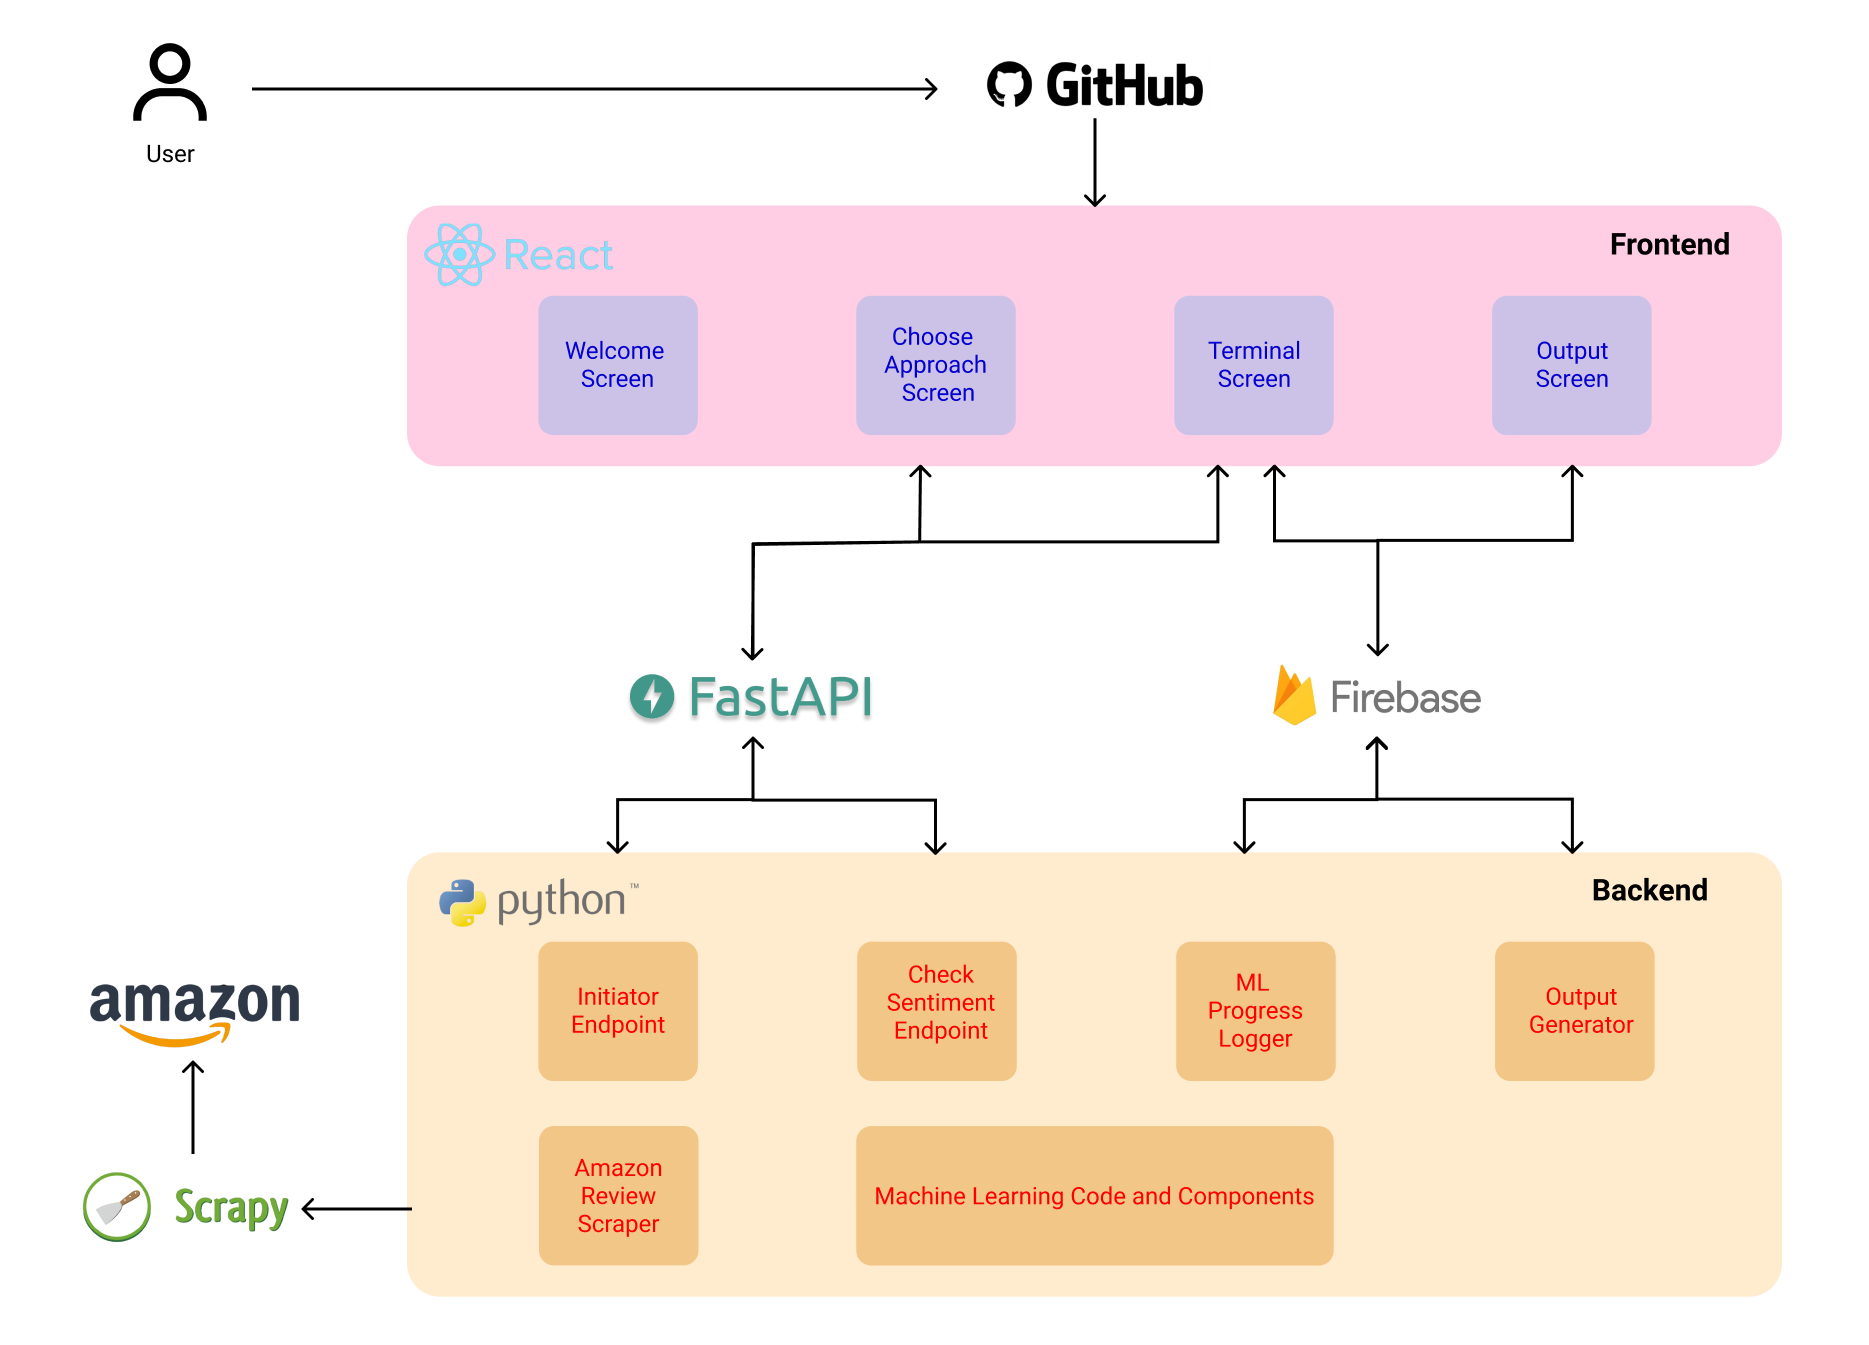 GitHub
User
React
Frontend
Welcome
Screen
Choose
Approach
Screen
Terminal
Screen
Output
Screen
FastAPI
Firebase
python™
Backend
Initiator
Endpoint
Check
Sentiment
Endpoint
ML
Progress
Logger
Output
Generator
amazon
Amazon
Review
Scraper
Machine Learning Code and Components
Scrapy